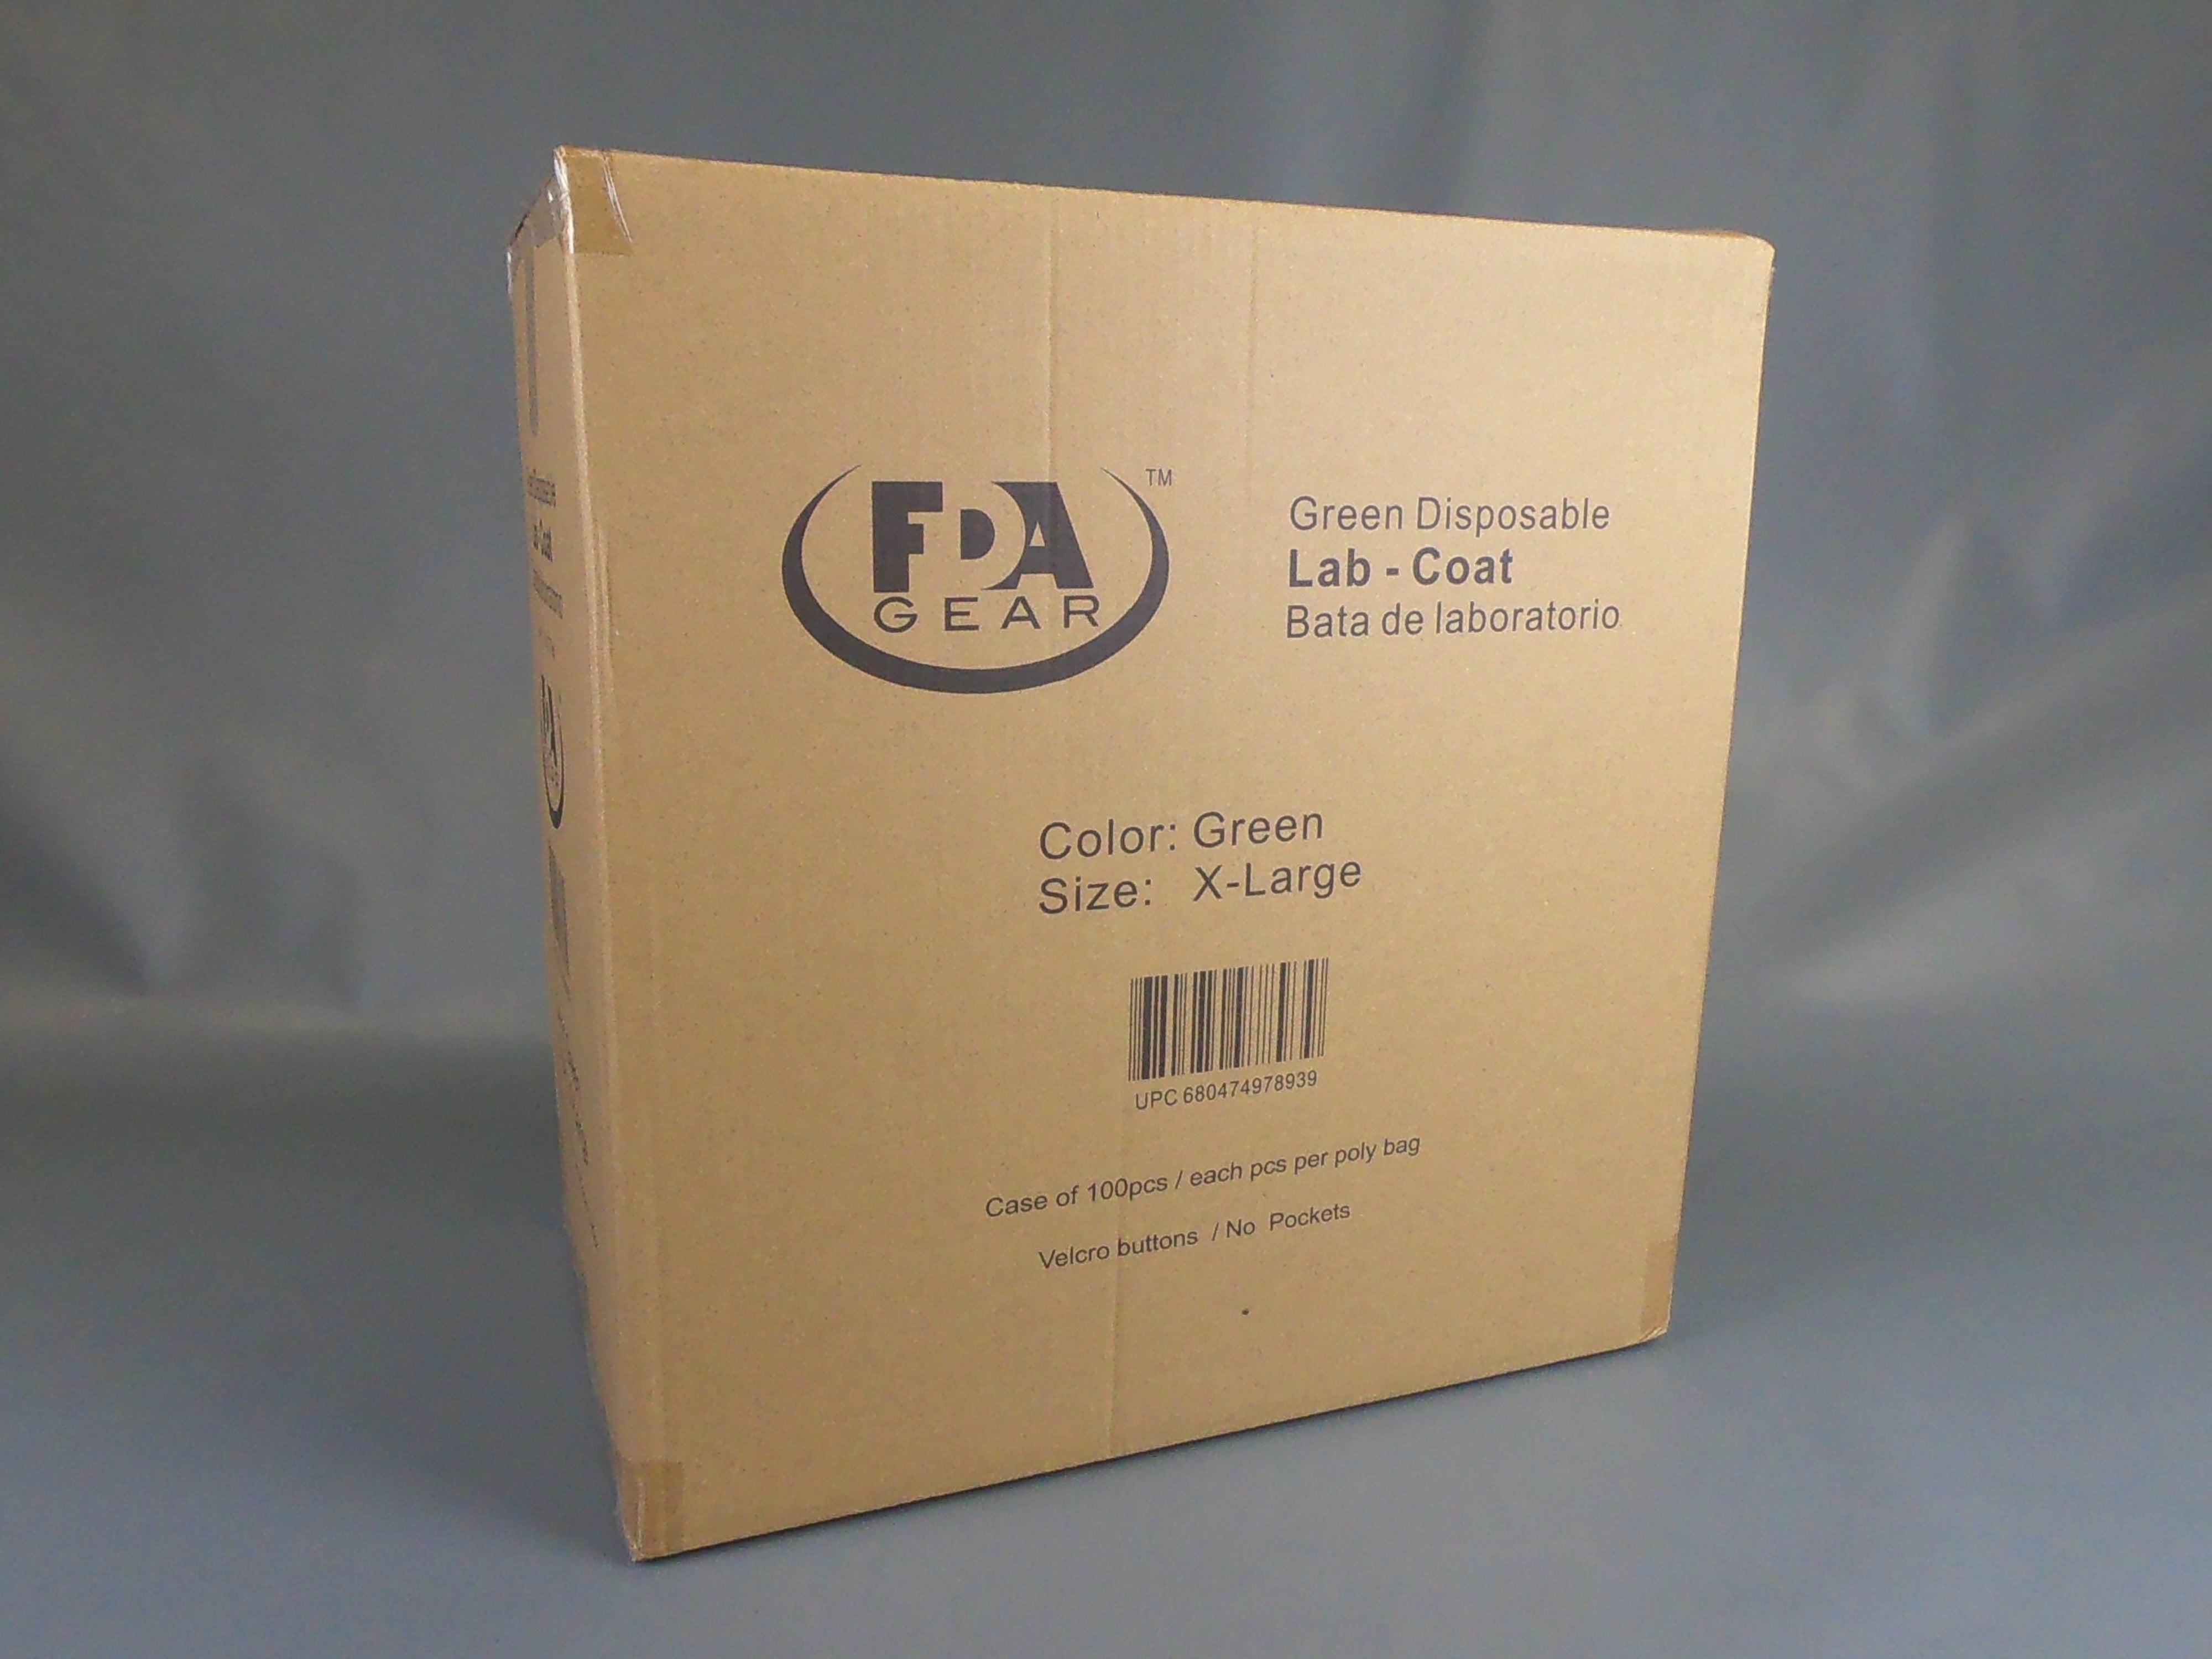 FDA
GEAR
TM
Green Disposable
Lab - Coat
Bata de laboratorio
Color: Green
Size: X-Large
UPC 680474978939
Case of 100pcs / each pcs per poly bag
Velcro buttons / No Pockets